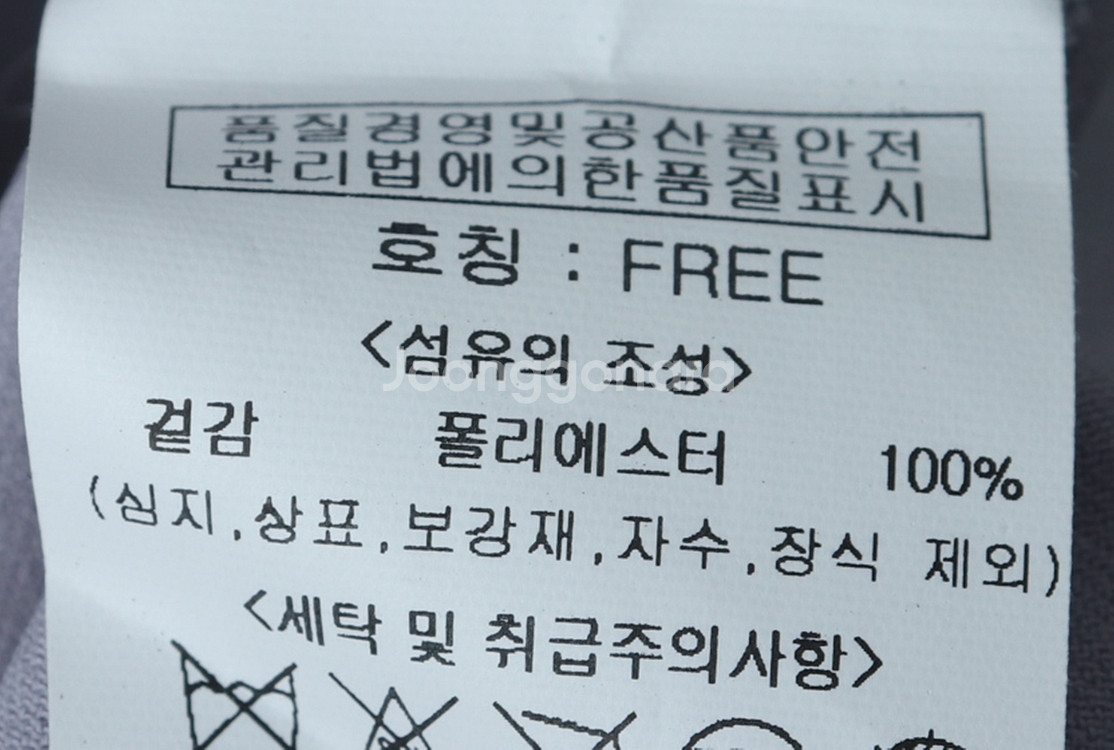 품질경영및공산품안전
관리법에의한품질표시
호칭 : FREE
<섬유의 조성>
Joonggonara
겉감 폴리에스터 100%
(심지,상표,보강재,자수,장식 제외)
<세탁 및 취급주의사항>